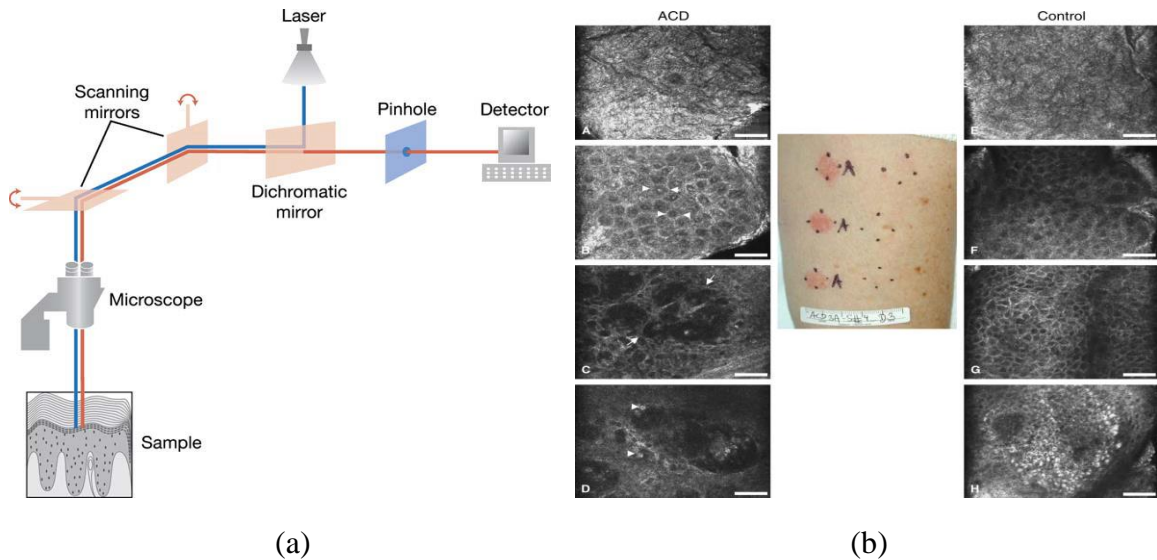 Laser
Scanning
mirrors
Pinhole
Detector
Dichromatic
mirror
Microscope
Sample
(a)
ACD
Control
A
B
C
D
A
A
A
E
F
G
H
(b)